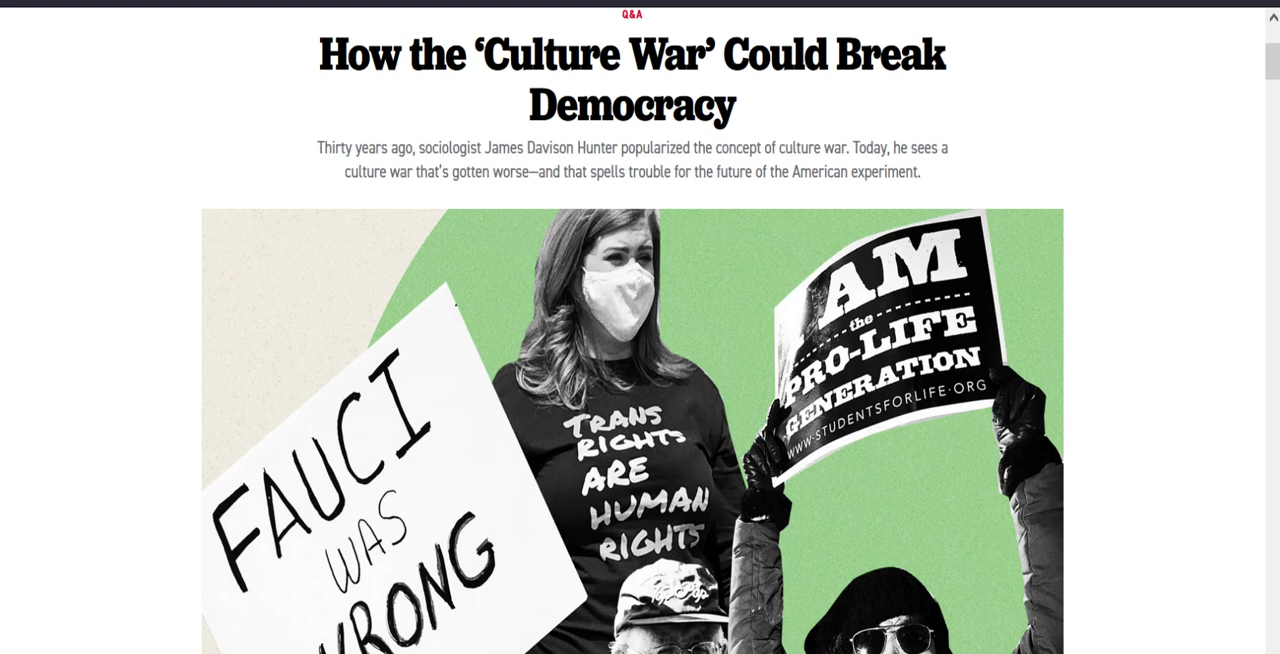 Q&A
How the ‘Culture War’ Could Break
Democracy
Thirty years ago, sociologist James Davison Hunter popularized the concept of culture war. Today, he sees a
culture war that’s gotten worse—and that spells trouble for the future of the American experiment.
FAUCI
WAS
WRONG
TRANS
RIGHTS
ARE
HUMAN
RIGHTS
AM
the
PRO-LIFE
GENERATION
WWW.STUDENTSFORLIFE.ORG